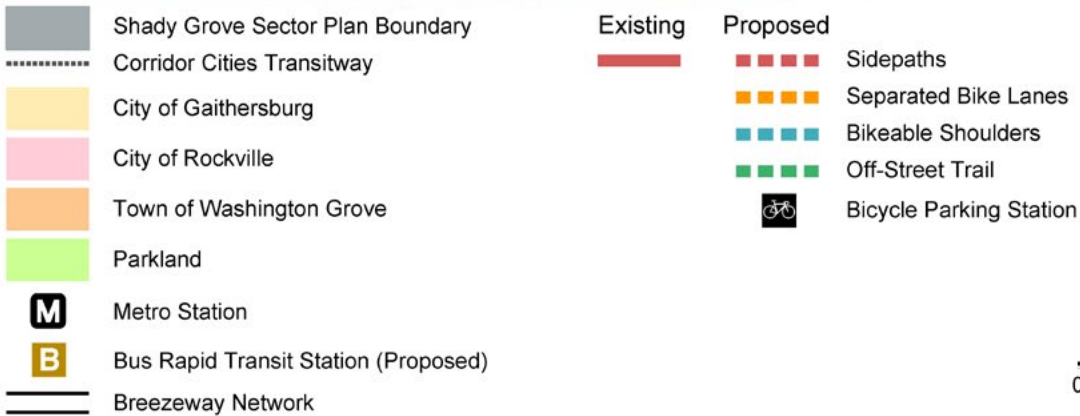 Shady Grove Sector Plan Boundary
Corridor Cities Transitway
City of Gaithersburg
City of Rockville
Town of Washington Grove
Parkland
M Metro Station
B Bus Rapid Transit Station (Proposed)
Breezeway Network
Existing Proposed
Sidepaths
Separated Bike Lanes
Bikeable Shoulders
Off-Street Trail
Bicycle Parking Station
0